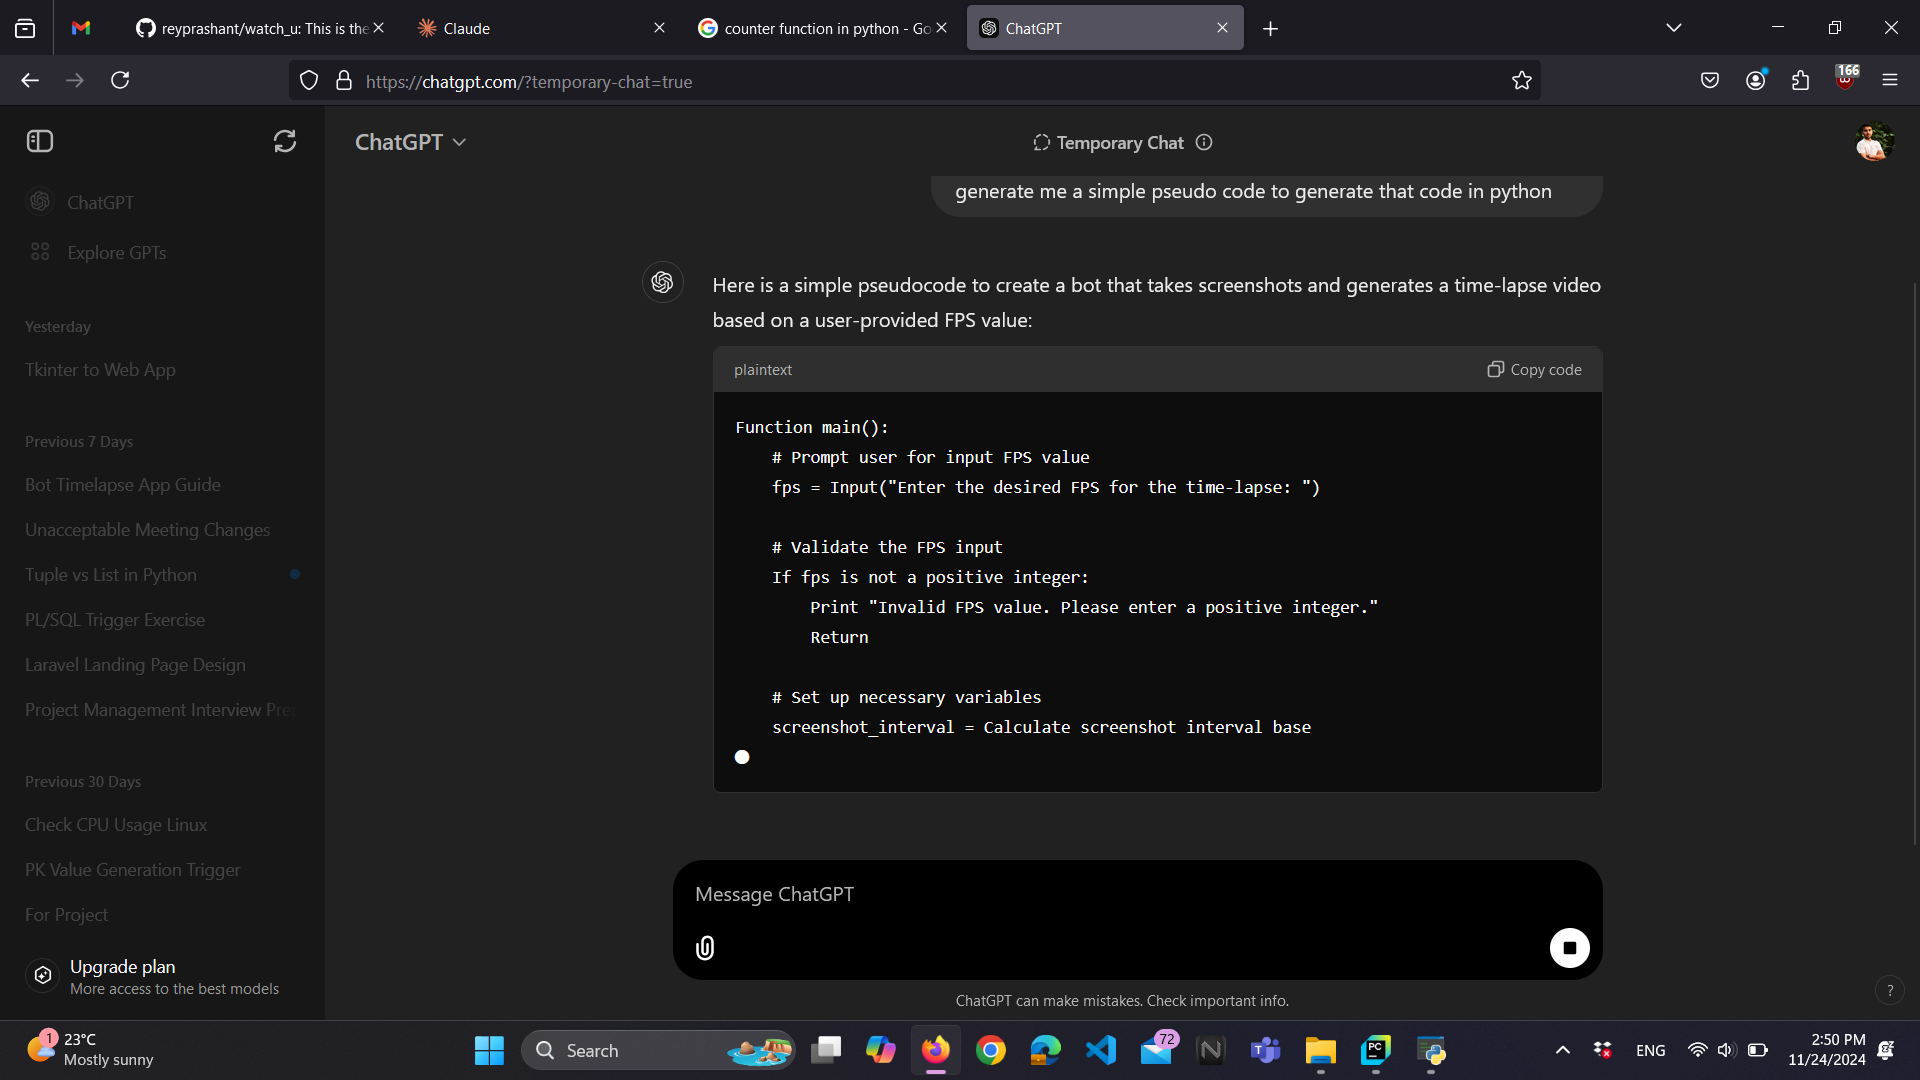 reyprashant/watch_u: This is the
Claude
counter function in python - Go
ChatGPT
https://chatgpt.com/?temporary-chat=true
166
ChatGPT
Temporary Chat
ChatGPT
Explore GPTs
Yesterday
Tkinter to Web App
Previous 7 Days
Bot Timelapse App Guide
Unacceptable Meeting Changes
Tuple vs List in Python
PL/SQL Trigger Exercise
Laravel Landing Page Design
Project Management Interview Prep
Previous 30 Days
Check CPU Usage Linux
PK Value Generation Trigger
For Project
Upgrade plan
More access to the best models
generate me a simple pseudo code to generate that code in python
Here is a simple pseudocode to create a bot that takes screenshots and generates a time-lapse video
based on a user-provided FPS value:
plaintext
Copy code
Function main():
# Prompt user for input FPS value
fps = Input("Enter the desired FPS for the time-lapse: ")
# Validate the FPS input
If fps is not a positive integer:
Print "Invalid FPS value. Please enter a positive integer."
Return
# Set up necessary variables
screenshot_interval = Calculate screenshot interval base
Message ChatGPT
ChatGPT can make mistakes. Check important info.
?
1
23°C
Mostly sunny
Search
72
ENG
2:50 PM
11/24/2024